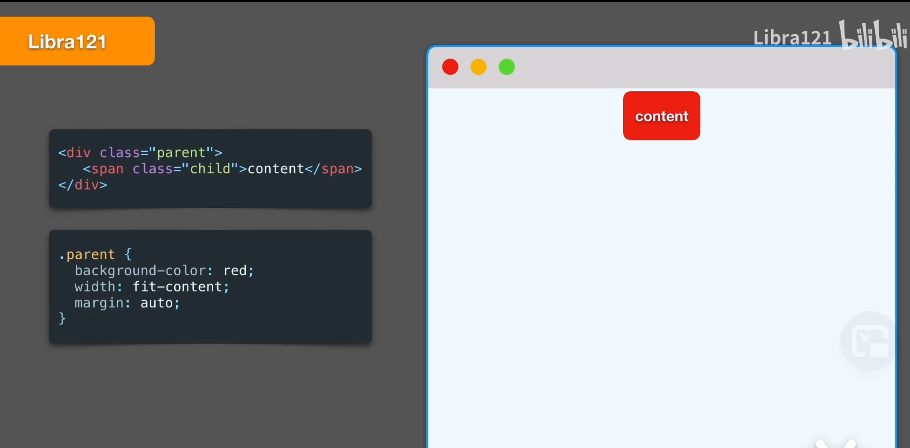 Libra121
Libra121 bilibili
<div class="parent">
   <span class="child">content</span>
</div>
.parent {
  background-color: red;
  width: fit-content;
  margin: auto;
}
content